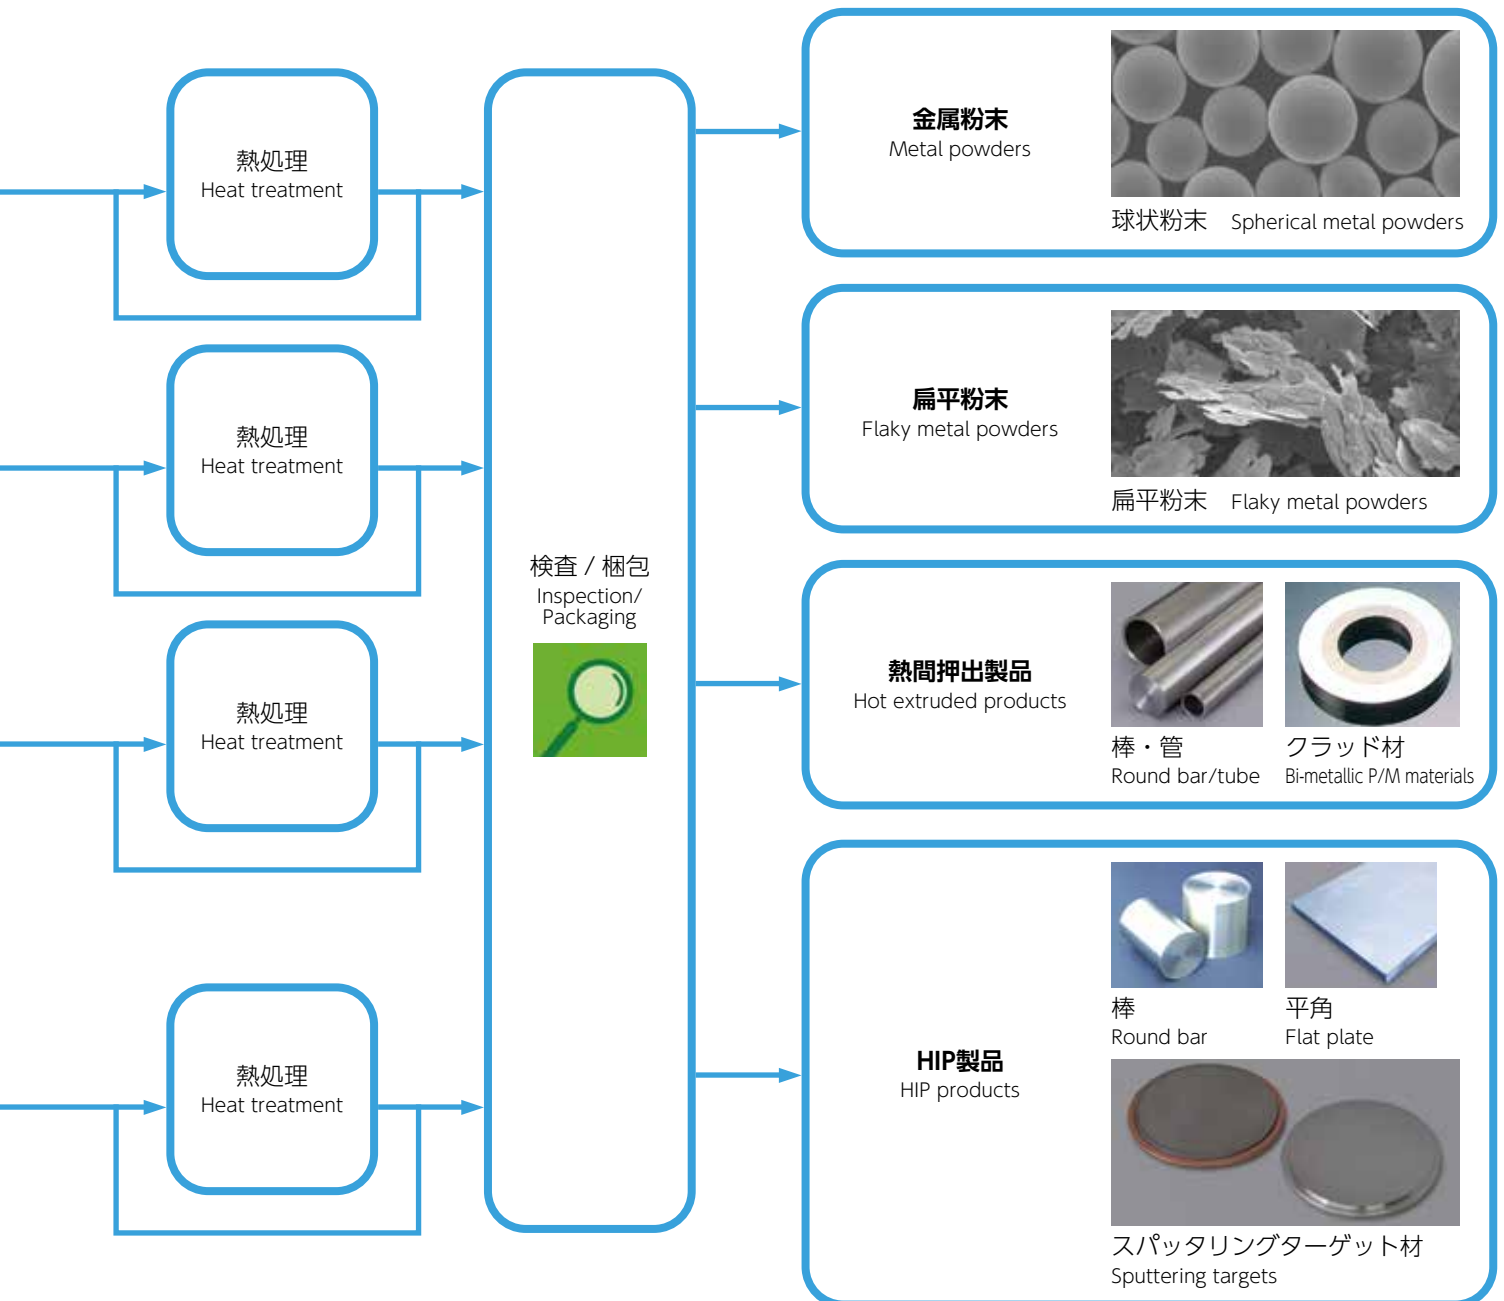 熱処理
Heat treatment
熱処理
Heat treatment
熱処理
Heat treatment
熱処理
Heat treatment
検査 / 梱包
Inspection/
Packaging
金属粉末
Metal powders
球状粉末 Spherical metal powders
扁平粉末
Flaky metal powders
扁平粉末 Flaky metal powders
熱間押出製品
Hot extruded products
棒・管
Round bar/tube
クラッド材
Bi-metallic P/M materials
HIP製品
HIP products
棒
Round bar
平角
Flat plate
スパッタリングターゲット材
Sputtering targets